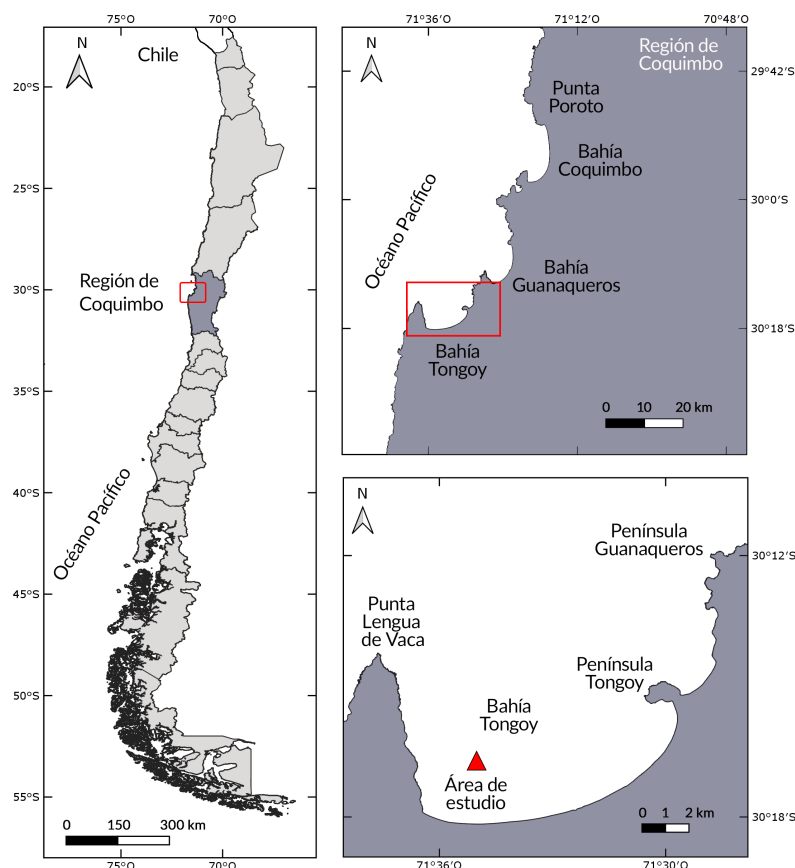 75°O 70°O
N
Chile
20°S
25°S
30°S
35°S
40°S
45°S
50°S
55°S
Región de
Coquimbo
Océano Pacífico
0 150 300 km
75°O 70°O
71°36'O 71°12'O 70°48'O
N
Región de
Coquimbo
29°42'S
Punta
Poroto
Bahía
Coquimbo
30°0'S
Océano Pacífico
Bahía
Guanaqueros
30°18'S
Bahía
Tongoy
0 10 20 km
N
Península
Guanaqueros
30°12'S
Punta
Lengua
de Vaca
Península
Tongoy
Bahía
Tongoy
Área de
estudio
0 1 2 km
30°18'S
71°36'O 71°30'O